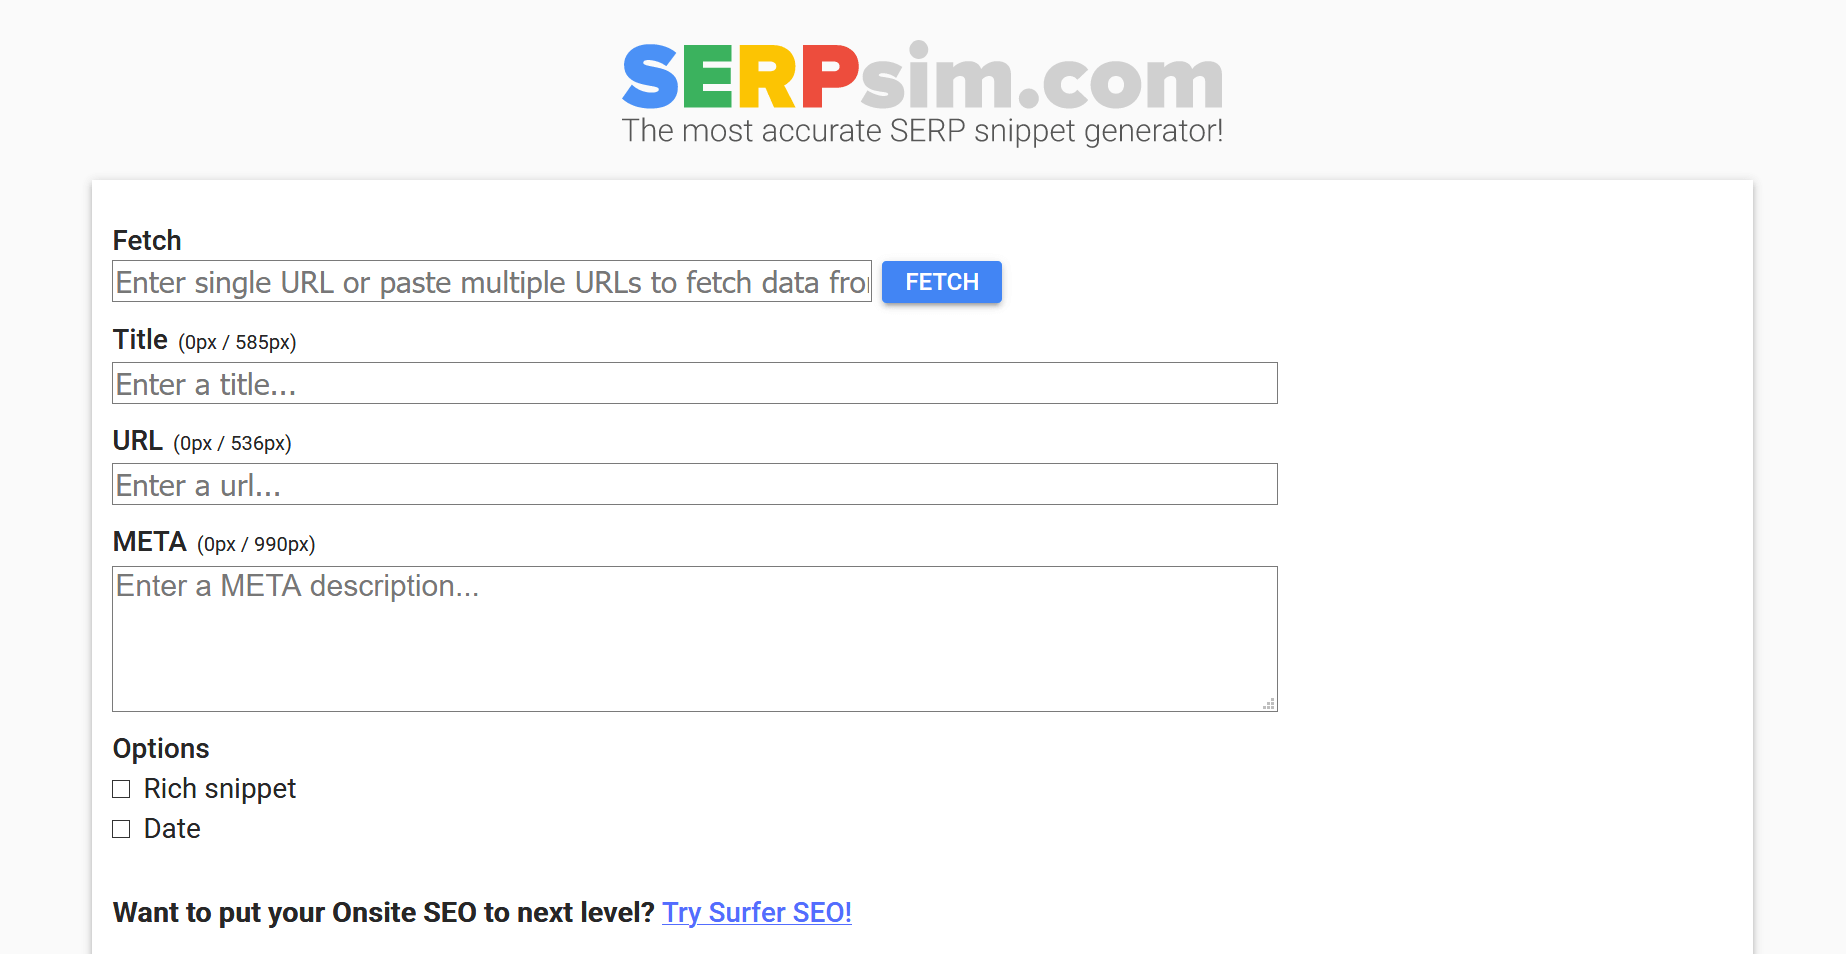 SERPsim.com
The most accurate SERP snippet generator!
Fetch
Enter single URL or paste multiple URLs to fetch data fro
FETCH
Title (0px / 585px)
Enter a title...
URL (0px / 536px)
Enter a url...
META (0px / 990px)
Enter a META description...
Options
Rich snippet
Date
Want to put your Onsite SEO to next level? Try Surfer SEO!